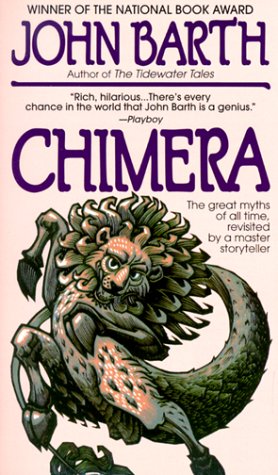 WINNER OF THE NATIONAL BOOK AWARD
JOHN BARTH
Author of The Tidewater Tales
"Rich, hilarious...There's every
chance in the world that John Barth is a genius."
—Playboy
CHIMERA
The great myths
of all time,
revisited
by a master
storyteller